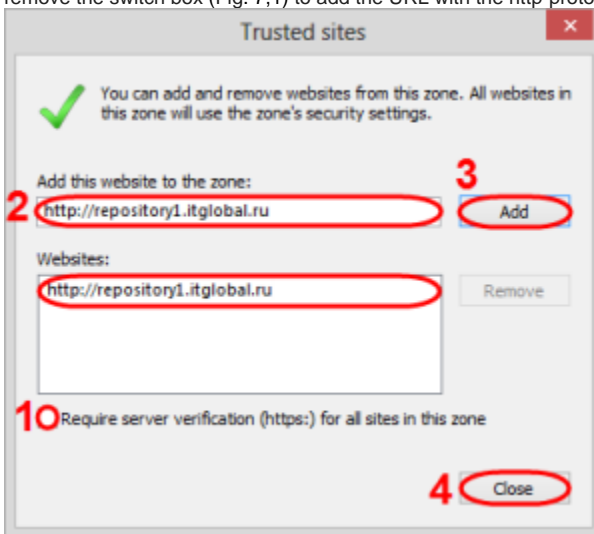 remove the switch box (Fig. 7,1) to add the URL with the http proto
Trusted sites
You can add and remove websites from this zone. All websites in
this zone will use the zone's security settings.
Add this website to the zone:
3
2
http://repository1.itglobal.ru
Add
Websites:
http://repository1.itglobal.ru
Remove
1
Require server verification (https:) for all sites in this zone
4
Close